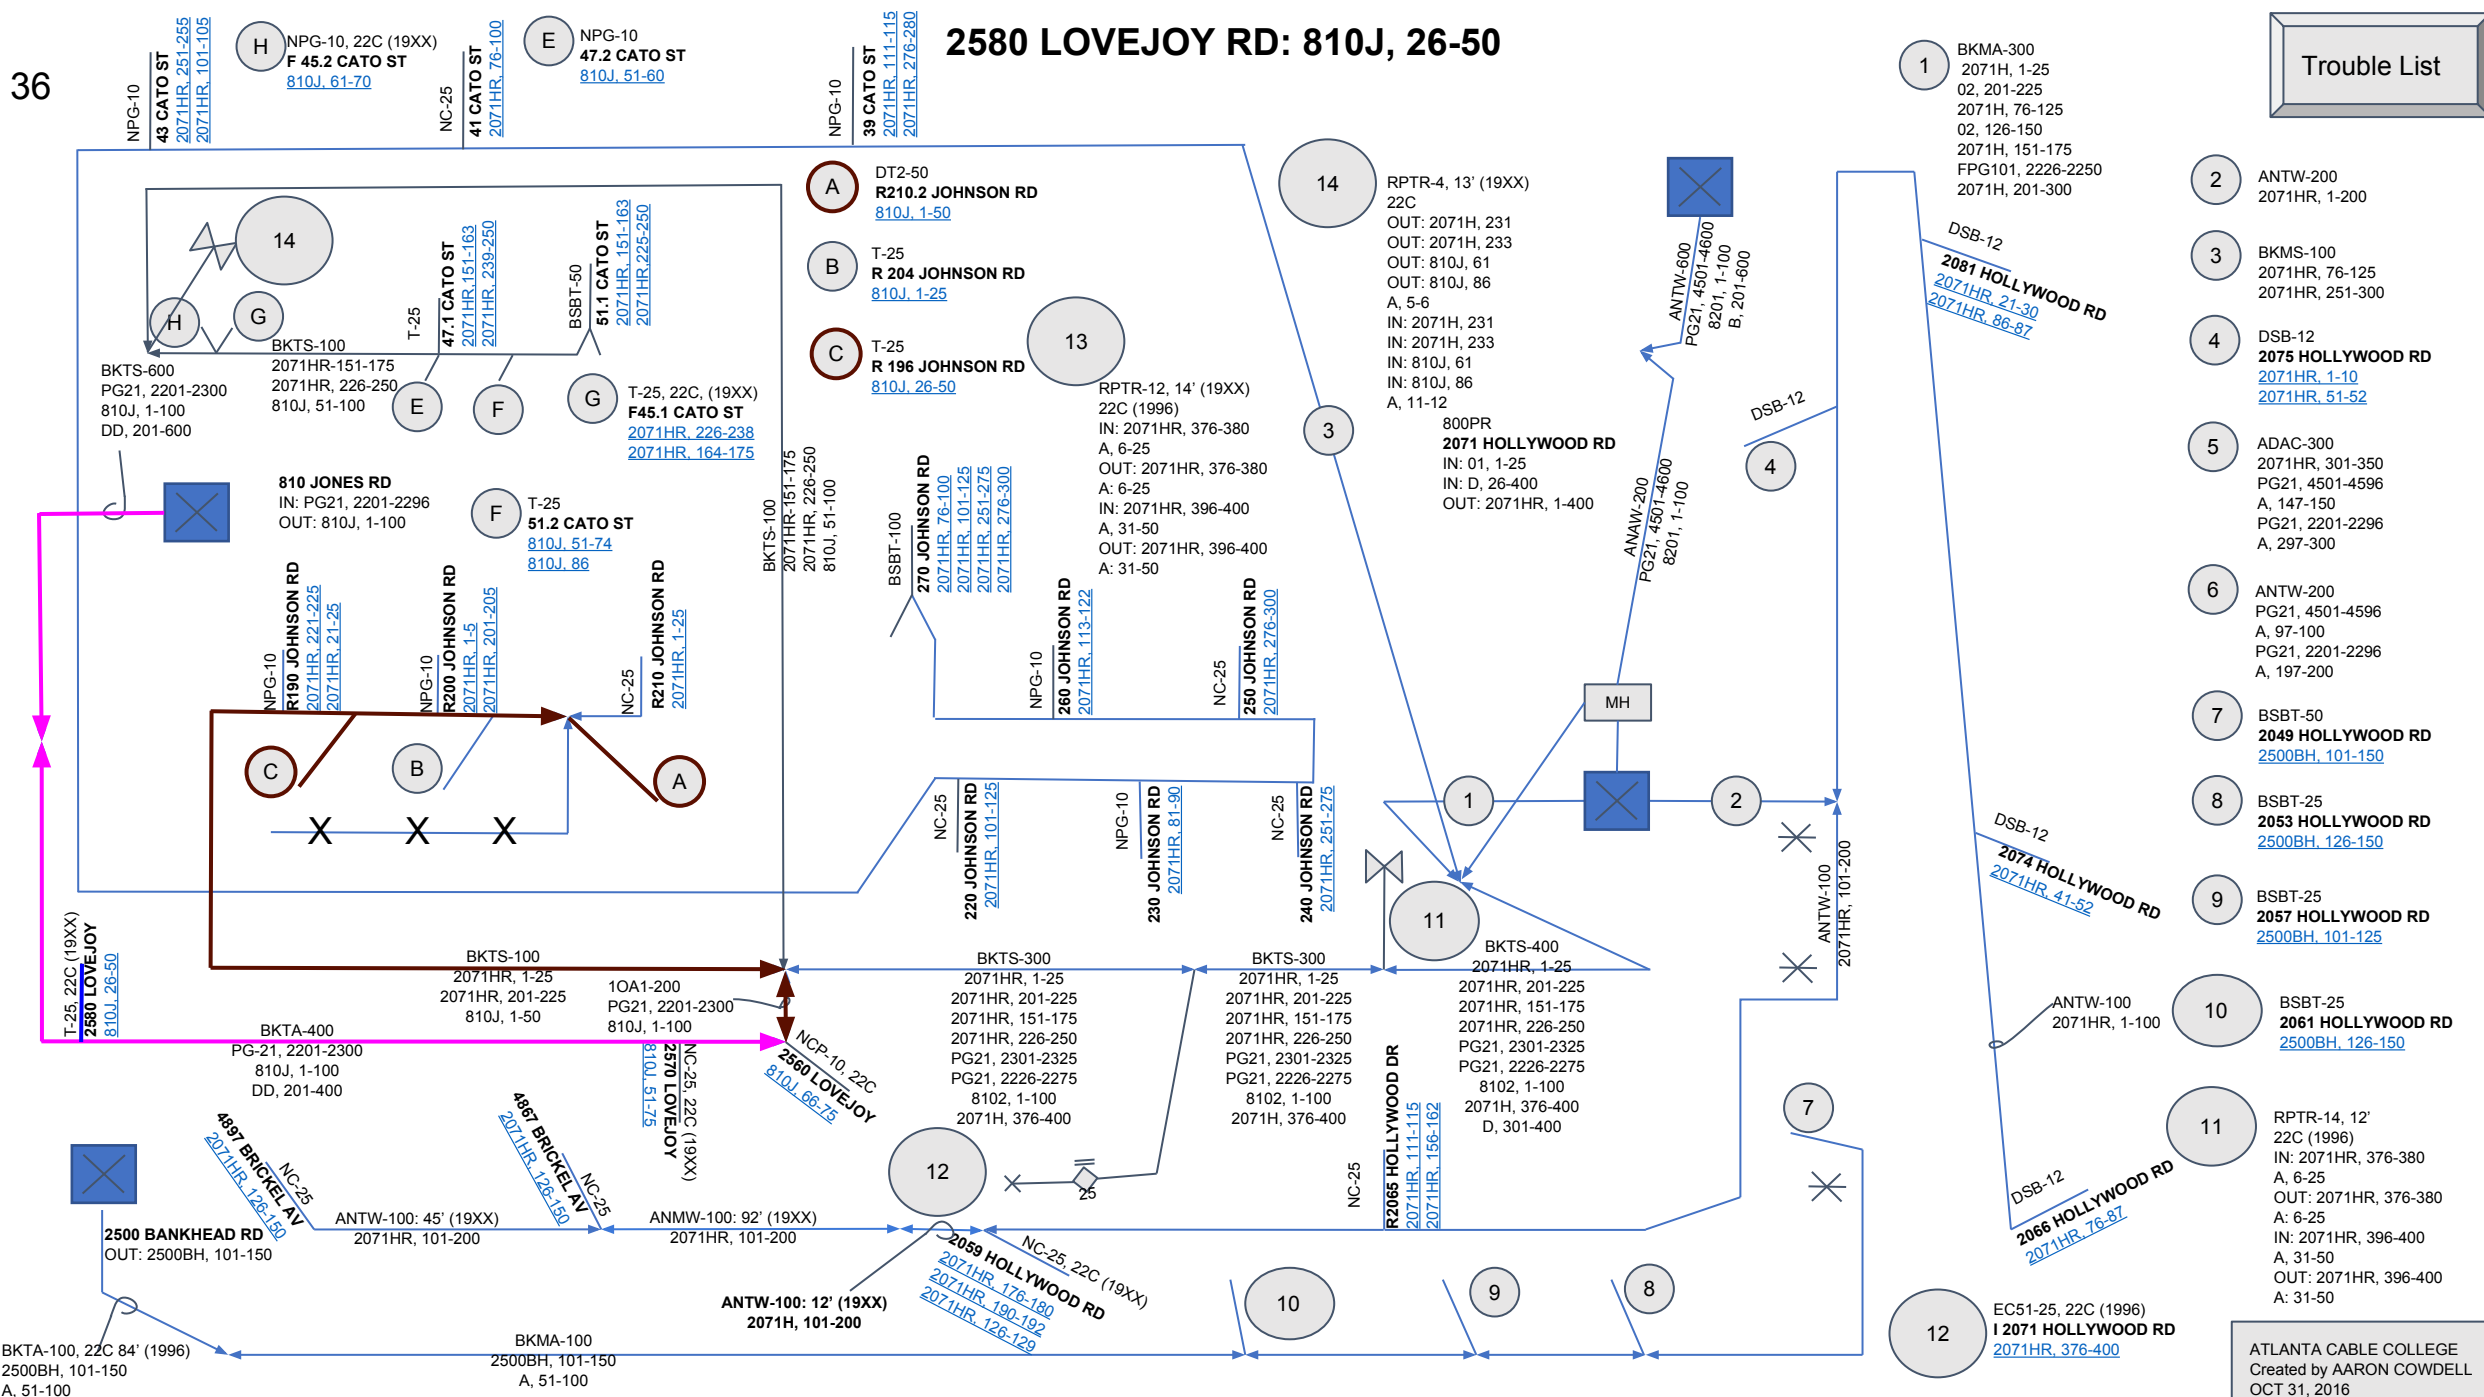 36
2580 LOVEJOY RD: 810J, 26-50
Trouble List
NPG-10
43 CATO ST
2071HR, 251-255
2071HR, 101-105
H
NPG-10, 22C (19XX)
F 45.2 CATO ST
810J, 61-70
NC-25
41 CATO ST
2071HR, 76-100
E
NPG-10
47.2 CATO ST
810J, 51-60
NPG-10
39 CATO ST
2071HR, 111-115
2071HR, 276-280
A
DT2-50
R210.2 JOHNSON RD
810J, 1-50
B
T-25
R 204 JOHNSON RD
810J, 1-25
C
T-25
R 196 JOHNSON RD
810J, 26-50
14
H
G
T-25
47.1 CATO ST
2071HR,151-163
2071HR, 239-250
BSBT-50
51.1 CATO ST
2071HR, 151-163
2071HR,225-250
BKTS-100
2071HR-151-175
2071HR, 226-250
810J, 51-100
BKTS-600
PG21, 2201-2300
810J, 1-100
DD, 201-600
E
F
G
T-25, 22C, (19XX)
F45.1 CATO ST
2071HR, 226-238
2071HR, 164-175
810 JONES RD
IN: PG21, 2201-2296
OUT: 810J, 1-100
F
T-25
51.2 CATO ST
810J, 51-74
810J, 86
BKTS-100
2071HR-151-175
2071HR, 226-250
810J, 51-100
NPG-10
R190 JOHNSON RD
2071HR, 221-225
2071HR, 21-25
NPG-10
R200 JOHNSON RD
2071HR, 1-5
2071HR, 201-205
NC-25
R210 JOHNSON RD
2071HR, 1-25
C
B
A
X X X
13
RPTR-12, 14’ (19XX)
22C (1996)
IN: 2071HR, 376-380
A, 6-25
OUT: 2071HR, 376-380
A: 6-25
IN: 2071HR, 396-400
A, 31-50
OUT: 2071HR, 396-400
A: 31-50
BSBT-100
270 JOHNSON RD
2071HR, 76-100
2071HR, 101-125
2071HR, 251-275
2071HR, 276-300
NPG-10
260 JOHNSON RD
2071HR, 113-122
NC-25
250 JOHNSON RD
2071HR, 276-300
NC-25
220 JOHNSON RD
2071HR, 101-125
NPG-10
230 JOHNSON RD
2071HR, 81-90
NC-25
240 JOHNSON RD
2071HR, 251-275
14
RPTR-4, 13’ (19XX)
22C
OUT: 2071H, 231
OUT: 2071H, 233
OUT: 810J, 61
OUT: 810J, 86
A, 5-6
IN: 2071H, 231
IN: 2071H, 233
IN: 810J, 61
IN: 810J, 86
A, 11-12
3
800PR
2071 HOLLYWOOD RD
IN: 01, 1-25
IN: D, 26-400
OUT: 2071HR, 1-400
ANTW-600
PG21, 4501-4600
8201, 1-100
B, 201-600
ANAW-200
PG21, 4501-4600
8201, 1-100
MH
1
2
11
DSB-12
4
DSB-12
2081 HOLLYWOOD RD
2071HR, 21-30
2071HR, 86-87
DSB-12
2074 HOLLYWOOD RD
2071HR, 41-52
ANTW-100
2071HR, 101-200
ANTW-100
2071HR, 1-100
DSB-12
2066 HOLLYWOOD RD
2071HR, 76-87
T-25, 22C (19XX)
2580 LOVEJOY
810J, 26-50
BKTS-100
2071HR, 1-25
2071HR, 201-225
810J, 1-50
1OA1-200
PG21, 2201-2300
810J, 1-100
BKTA-400
PG-21, 2201-2300
810J, 1-100
DD, 201-400
NC-25, 22C (19XX)
2570 LOVEJOY
810J, 51-75
NCP-10, 22C
2560 LOVEJOY
810J, 66-75
BKTS-300
2071HR, 1-25
2071HR, 201-225
2071HR, 151-175
2071HR, 226-250
PG21, 2301-2325
PG21, 2226-2275
8102, 1-100
2071H, 376-400
BKTS-300
2071HR, 1-25
2071HR, 201-225
2071HR, 151-175
2071HR, 226-250
PG21, 2301-2325
PG21, 2226-2275
8102, 1-100
2071H, 376-400
BKTS-400
2071HR, 1-25
2071HR, 201-225
2071HR, 151-175
2071HR, 226-250
PG21, 2301-2325
PG21, 2226-2275
8102, 1-100
2071H, 376-400
D, 301-400
12
25
NC-25
R2065 HOLLYWOOD DR
2071HR, 111-115
2071HR, 156-162
7
2500 BANKHEAD RD
OUT: 2500BH, 101-150
NC-25
4897 BRICKEL AV
2071HR, 126-150
ANTW-100: 45’ (19XX)
2071HR, 101-200
NC-25
4867 BRICKEL AV
2071HR, 126-150
ANMW-100: 92’ (19XX)
2071HR, 101-200
ANTW-100: 12’ (19XX)
2071H, 101-200
NC-25, 22C (19XX)
2059 HOLLYWOOD RD
2071HR, 176-180
2071HR, 190-192
2071HR, 126-129
10
9
8
BKTA-100, 22C 84’ (1996)
2500BH, 101-150
A, 51-100
BKMA-100
2500BH, 101-150
A, 51-100
1
BKMA-300
2071H, 1-25
02, 201-225
2071H, 76-125
02, 126-150
2071H, 151-175
FPG101, 2226-2250
2071H, 201-300
2
ANTW-200
2071HR, 1-200
3
BKMS-100
2071HR, 76-125
2071HR, 251-300
4
DSB-12
2075 HOLLYWOOD RD
2071HR, 1-10
2071HR, 51-52
5
ADAC-300
2071HR, 301-350
PG21, 4501-4596
A, 147-150
PG21, 2201-2296
A, 297-300
6
ANTW-200
PG21, 4501-4596
A, 97-100
PG21, 2201-2296
A, 197-200
7
BSBT-50
2049 HOLLYWOOD RD
2500BH, 101-150
8
BSBT-25
2053 HOLLYWOOD RD
2500BH, 126-150
9
BSBT-25
2057 HOLLYWOOD RD
2500BH, 101-125
10
BSBT-25
2061 HOLLYWOOD RD
2500BH, 126-150
11
RPTR-14, 12’
22C (1996)
IN: 2071HR, 376-380
A, 6-25
OUT: 2071HR, 376-380
A: 6-25
IN: 2071HR, 396-400
A, 31-50
OUT: 2071HR, 396-400
A: 31-50
12
EC51-25, 22C (1996)
I 2071 HOLLYWOOD RD
2071HR, 376-400
ATLANTA CABLE COLLEGE
Created by AARON COWDELL
OCT 31, 2016